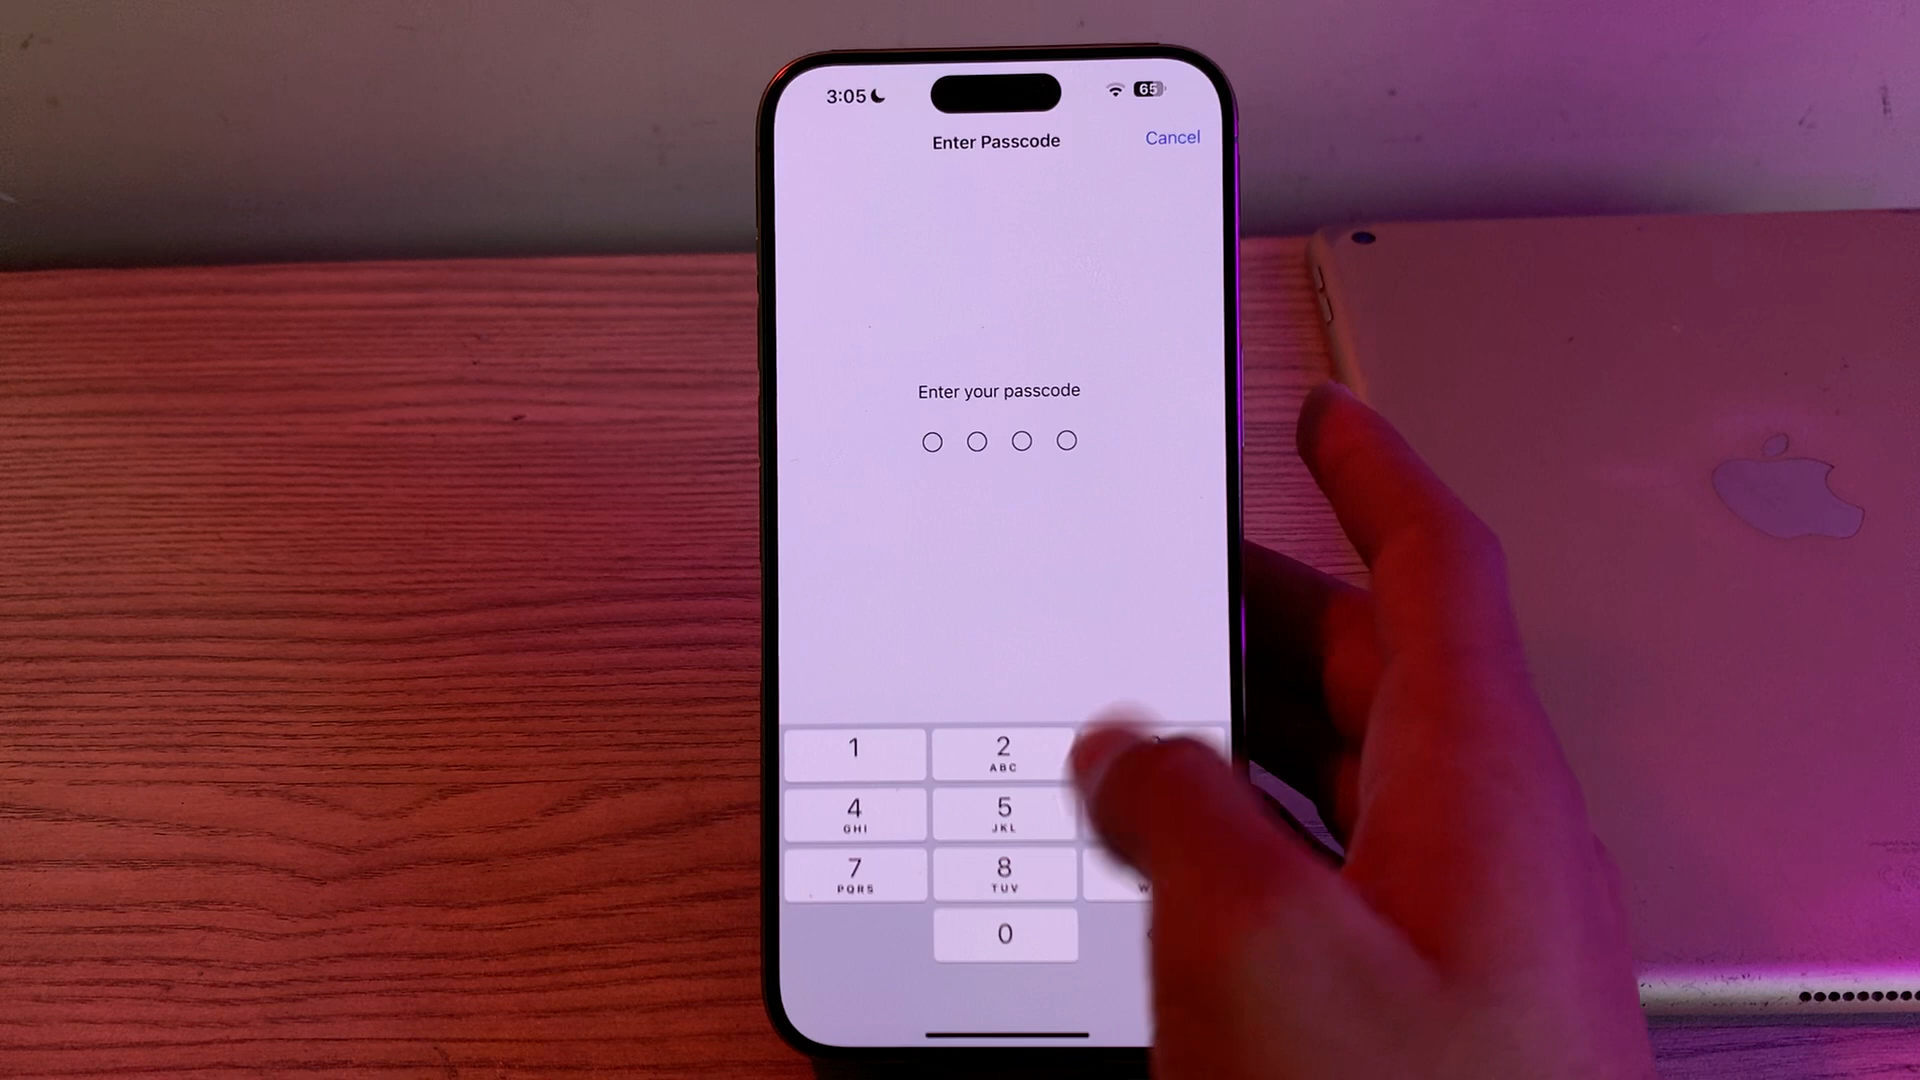 3:05
65
Enter Passcode
Cancel
Enter your passcode
1
2
ABC
4
GHI
5
JKL
7
PQRS
8
TUV
W
0